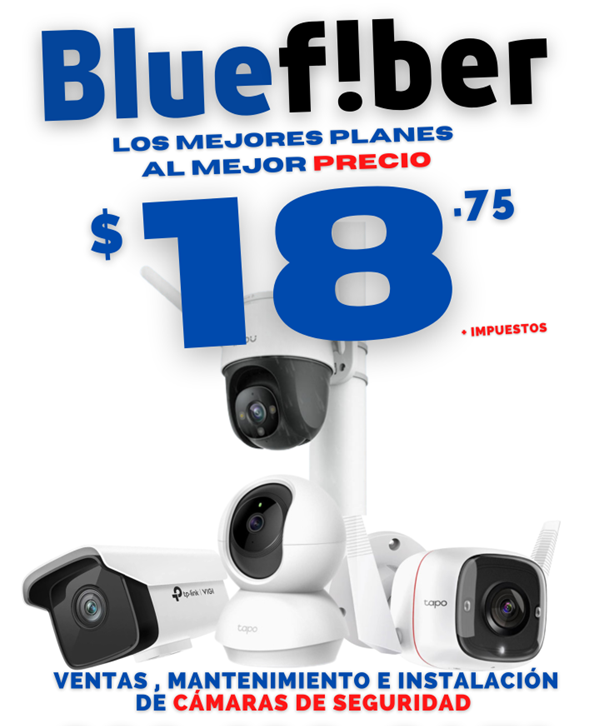 Bluef!ber
LOS MEJORES PLANES
AL MEJOR PRECIO
$18.75
+ IMPUESTOS
tp-link | VIGI
tapo
tapo
VENTAS , MANTENIMIENTO E INSTALACIÓN
DE CÁMARAS DE SEGURIDAD